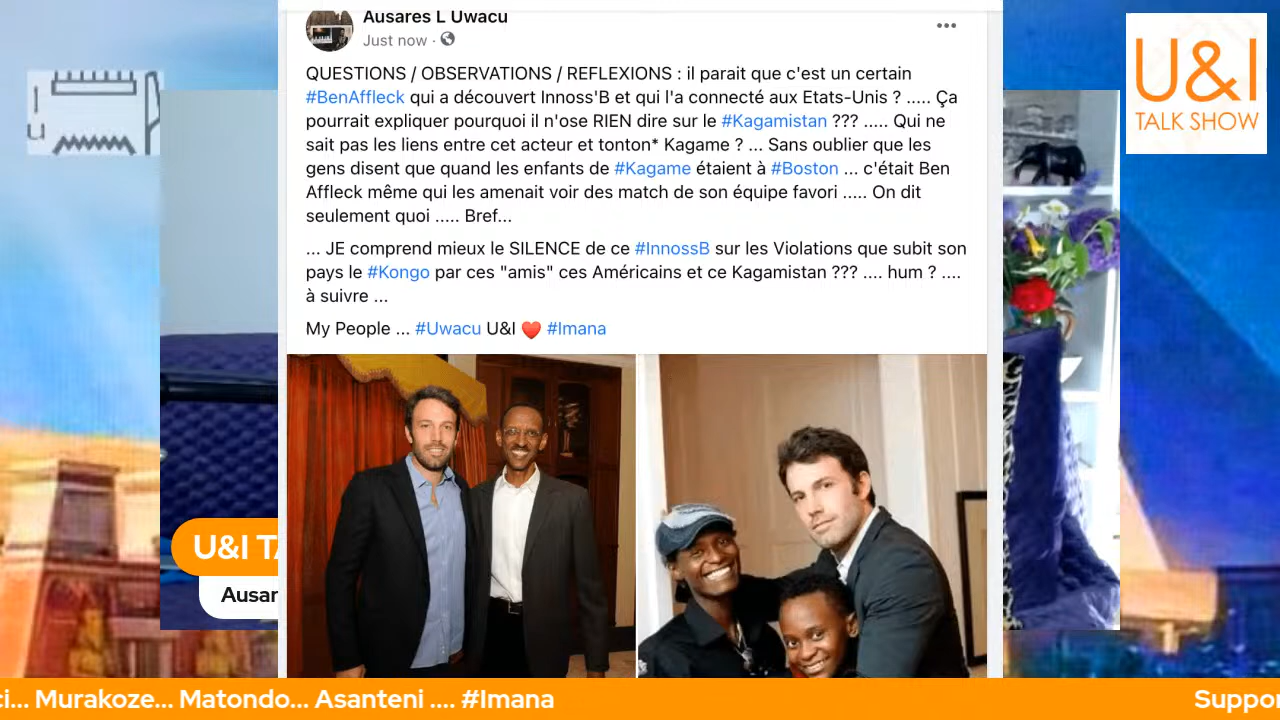 Ausares L Uwacu
Just now ·
QUESTIONS / OBSERVATIONS / REFLEXIONS : il parait que c'est un certain
#BenAffleck qui a découvert Innoss'B et qui l'a connecté aux Etats-Unis ? ..... Ça
pourrait expliquer pourquoi il n'ose RIEN dire sur le #Kagamistan ??? ..... Qui ne
sait pas les liens entre cet acteur et tonton* Kagame ? ... Sans oublier que les
gens disent que quand les enfants de #Kagame étaient à #Boston ... c'était Ben
Affleck même qui les amenait voir des match de son équipe favori ..... On dit
seulement quoi ..... Bref...
... JE comprend mieux le SILENCE de ce #InnossB sur les Violations que subit son
pays le #Kongo par ces "amis" ces Américains et ce Kagamistan ??? .... hum ? ....
à suivre ...
My People ... #Uwacu U&I ❤️ #Imana
U&I
TALK SHOW
U&I TA
Ausar
ci... Murakoze... Matondo... Asanteni .... #Imana
Suppor